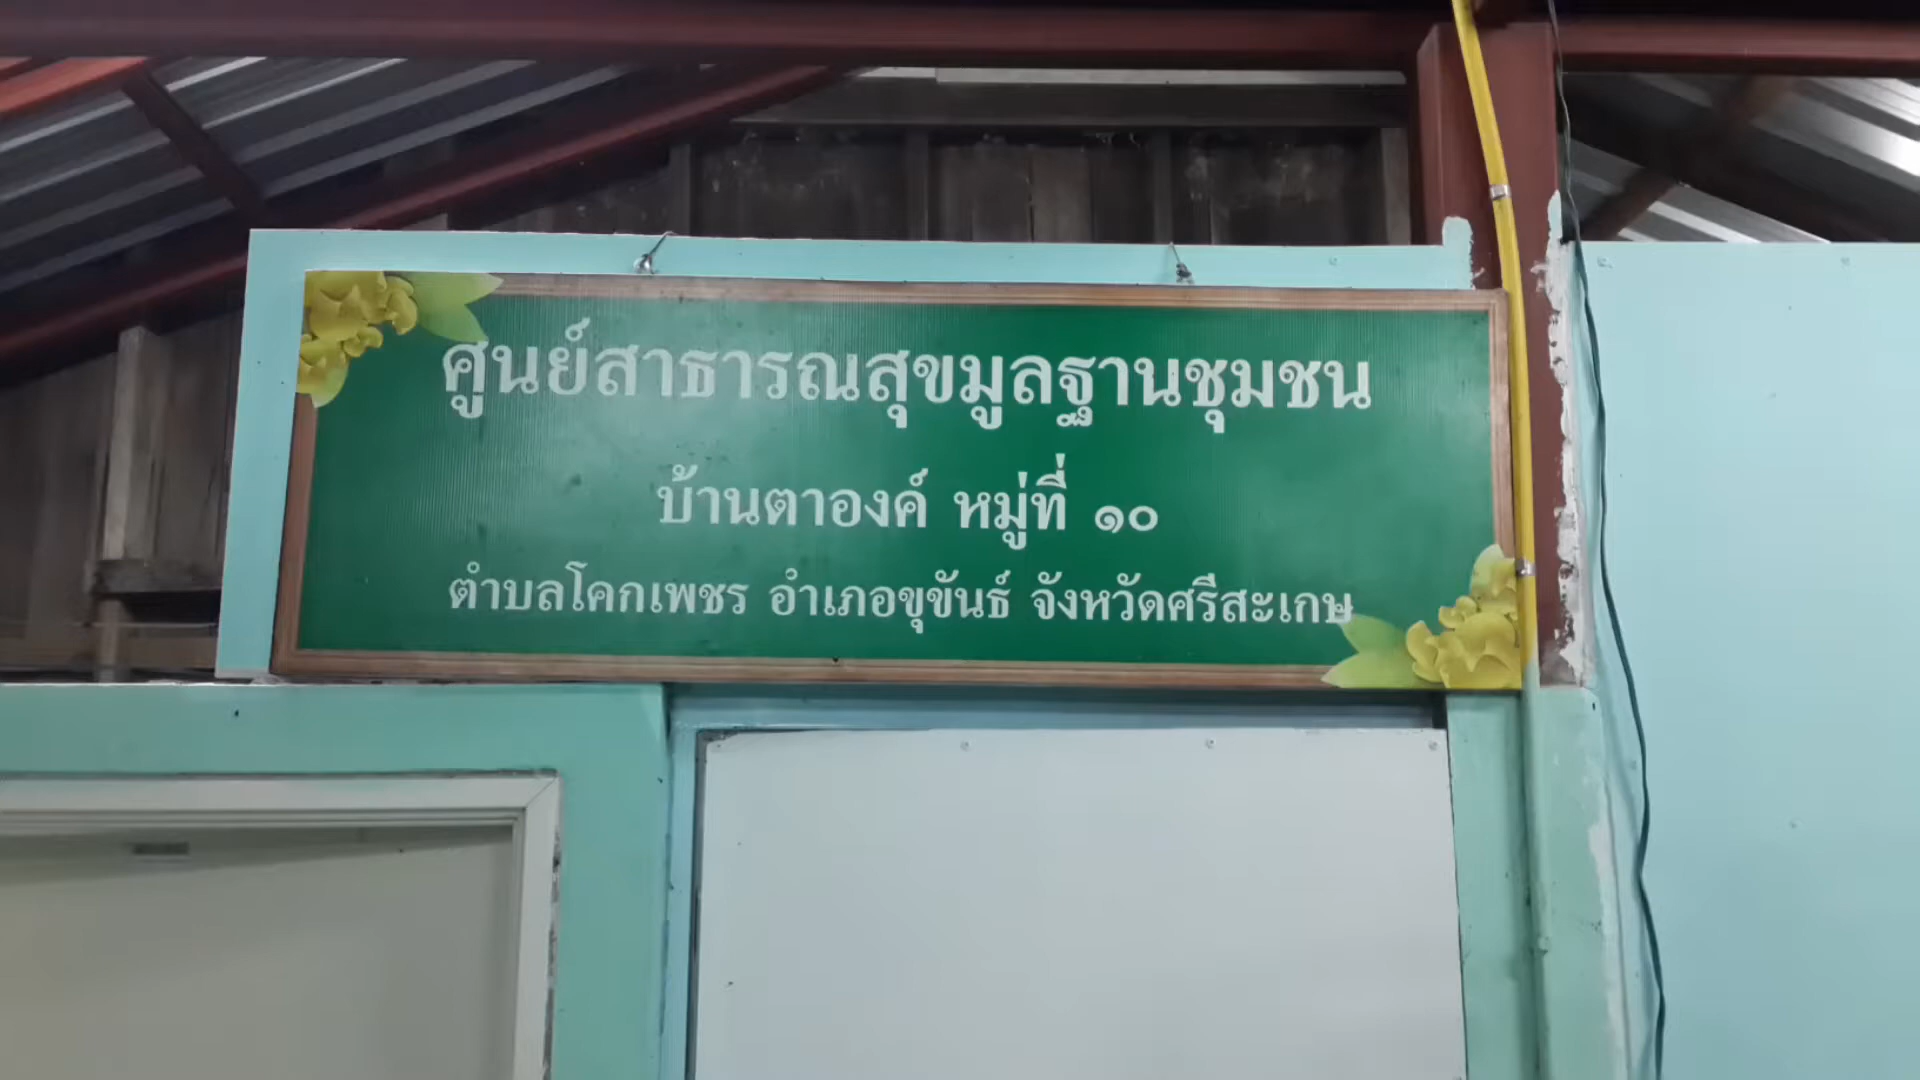 ศูนย์สาธารณสุขมูลฐานชุมชน
บ้านตาองค์ หมู่ที่ ๑๐
ตำบลโคกเพชร อำเภอขุขันธ์ จังหวัดศรีสะเกษ